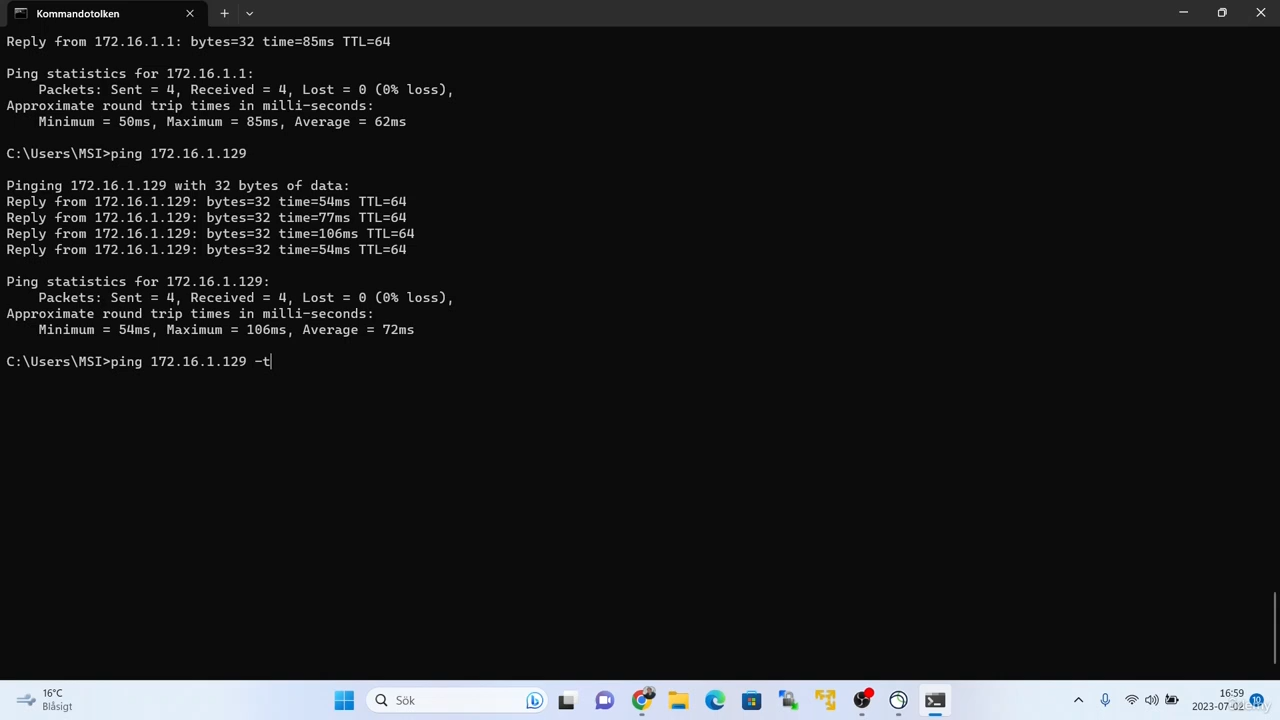 Kommandotolken
Reply from 172.16.1.1: bytes=32 time=85ms TTL=64
Ping statistics for 172.16.1.1:
Packets: Sent = 4, Received = 4, Lost = 0 (0% loss),
Approximate round trip times in milli-seconds:
Minimum = 50ms, Maximum = 85ms, Average = 62ms
C:\Users\MSI>ping 172.16.1.129
Pinging 172.16.1.129 with 32 bytes of data:
Reply from 172.16.1.129: bytes=32 time=54ms TTL=64
Reply from 172.16.1.129: bytes=32 time=77ms TTL=64
Reply from 172.16.1.129: bytes=32 time=106ms TTL=64
Reply from 172.16.1.129: bytes=32 time=54ms TTL=64
Ping statistics for 172.16.1.129:
Packets: Sent = 4, Received = 4, Lost = 0 (0% loss),
Approximate round trip times in milli-seconds:
Minimum = 54ms, Maximum = 106ms, Average = 72ms
C:\Users\MSI>ping 172.16.1.129 -t
16°C
Blåsigt
Sök
16:59
2023-07-02